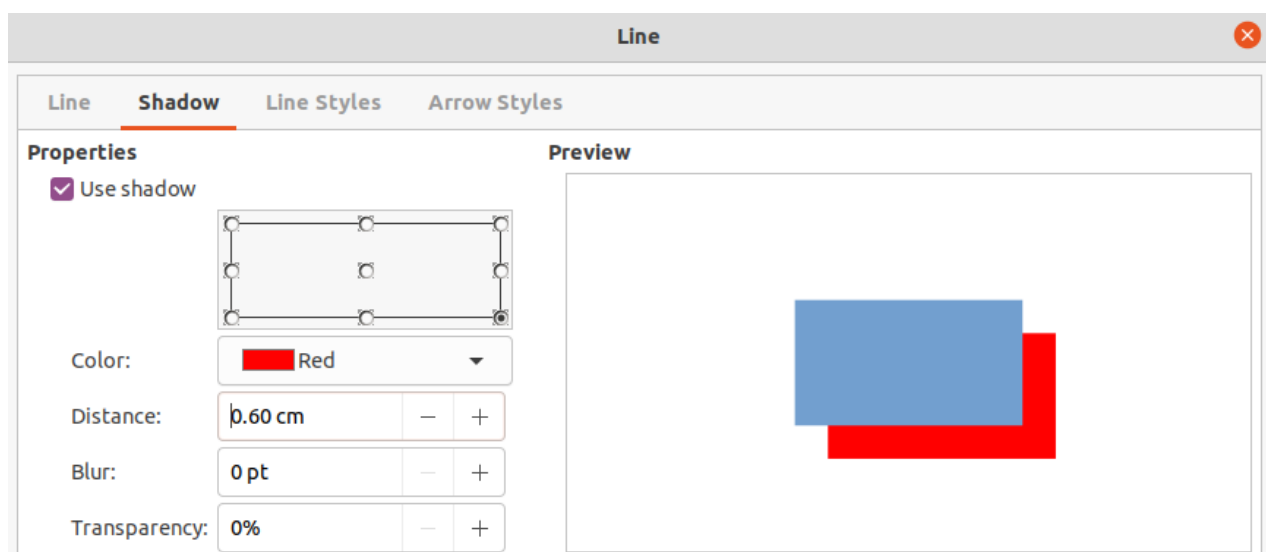 Line
Line Shadow Line Styles Arrow Styles
Properties
Use shadow
Color: Red
Distance: 0.60 cm
Blur: 0 pt
Transparency: 0%
Preview